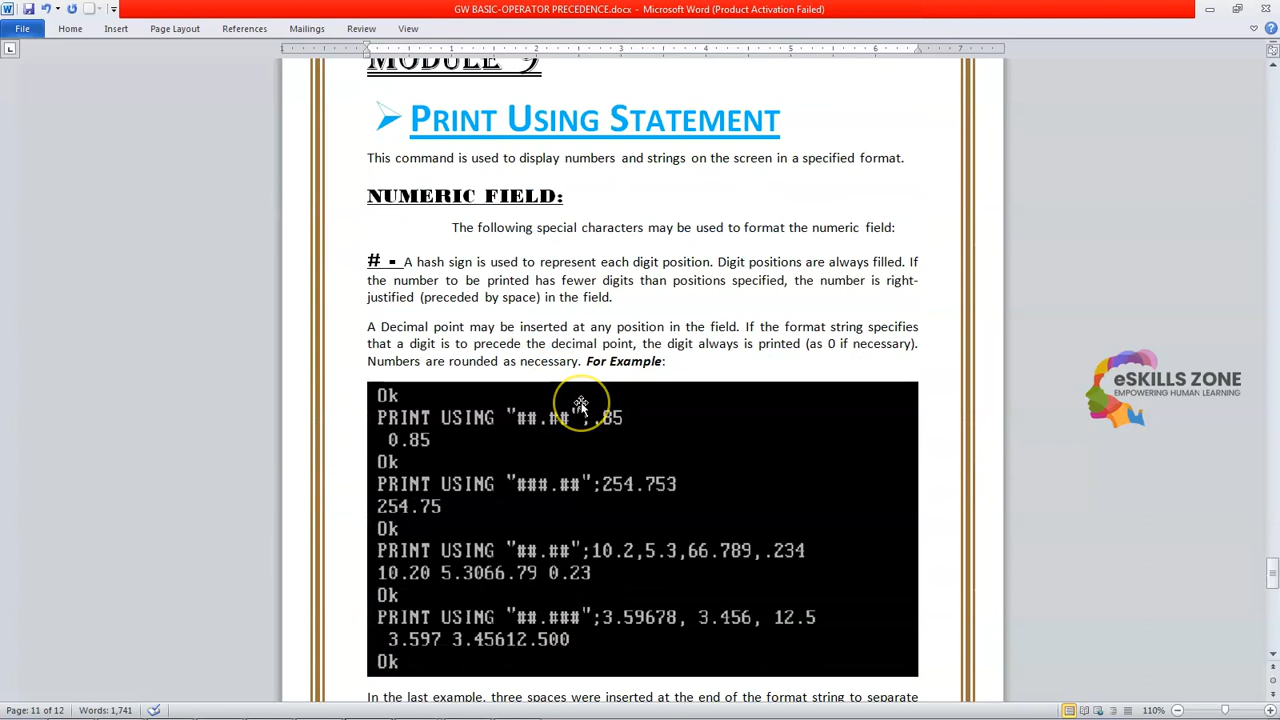 GW BASIC-OPERATOR PRECEDENCE.docx - Microsoft Word (Product Activation Failed)
File Home Insert Page Layout References Mailings Review View
1 1 2 3 4 5 6 7
MODULE 9
PRINT USING STATEMENT
This command is used to display numbers and strings on the screen in a specified format.
NUMERIC FIELD:
The following special characters may be used to format the numeric field:
# - A hash sign is used to represent each digit position. Digit positions are always filled. If
the number to be printed has fewer digits than positions specified, the number is right-
justified (preceded by space) in the field.
A Decimal point may be inserted at any position in the field. If the format string specifies
that a digit is to precede the decimal point, the digit always is printed (as 0 if necessary).
Numbers are rounded as necessary. For Example:
Ok
PRINT USING "##.##";.85
0.85
Ok
PRINT USING "###.##";254.753
254.75
Ok
PRINT USING "##.##";10.2,5.3,66.789,.234
10.20 5.3066.79 0.23
Ok
PRINT USING "##.###";3.59678, 3.456, 12.5
3.597 3.45612.500
Ok
In the last example, three spaces were inserted at the end of the format string to separate
eSKILLS ZONE
EMPOWERING HUMAN LEARNING
Page: 11 of 12 Words: 1,741 110%